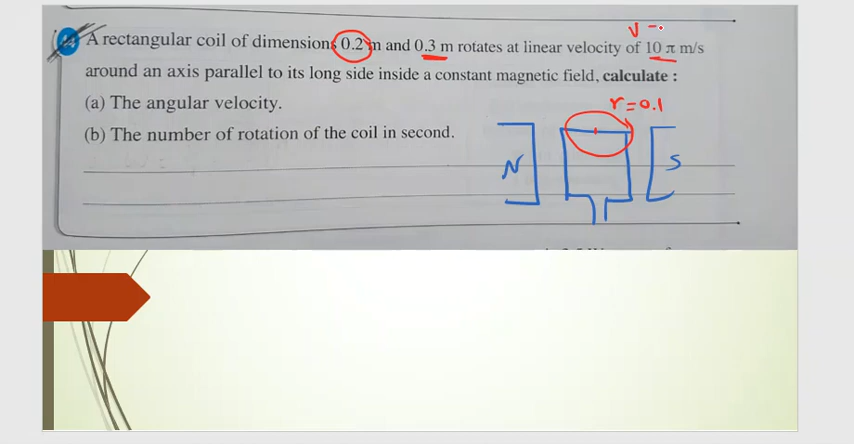 V =
A rectangular coil of dimensions 0.2 m and 0.3 m rotates at linear velocity of 10 π m/s
around an axis parallel to its long side inside a constant magnetic field, calculate :
(a) The angular velocity.
r=0.1
(b) The number of rotation of the coil in second.
N
S